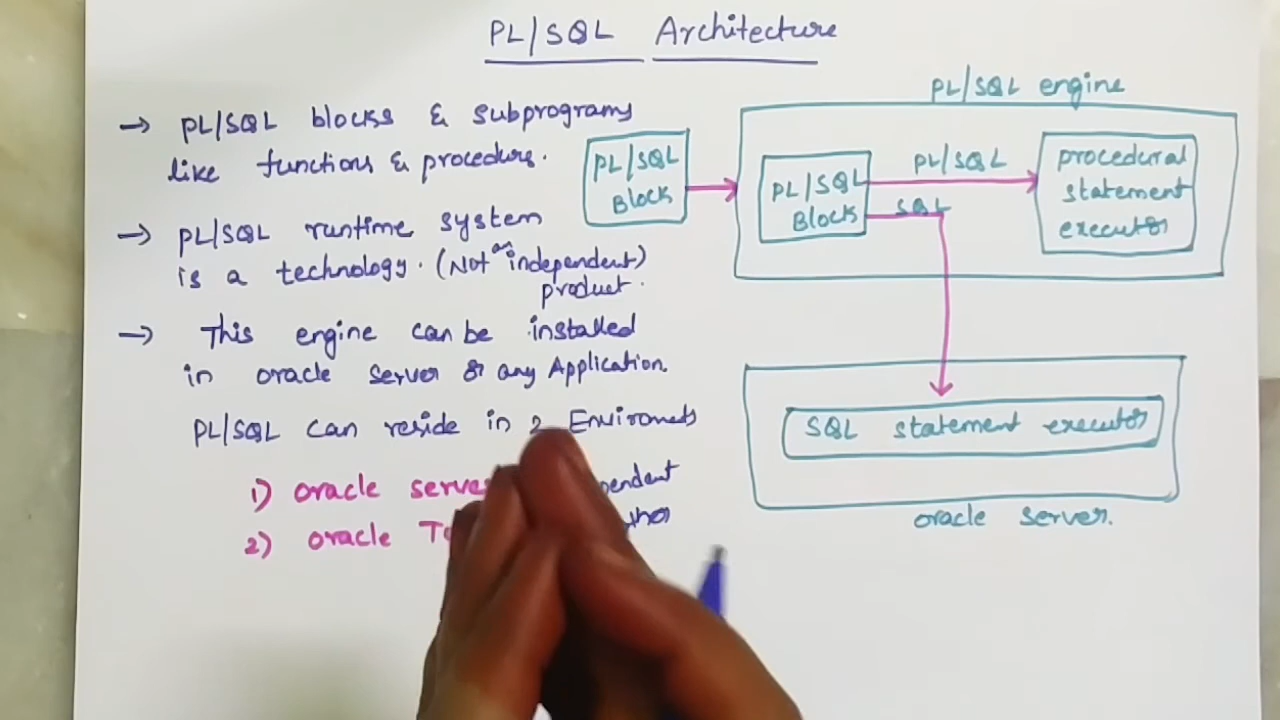 PL/SQL Architecture
→ PL/SQL blocks & subprograms
like functions & procedure.
→ PL/SQL runtime system
is a technology. (Not an independent)
product.
→ This engine can be installed
in oracle server or any Application.
PL/SQL can reside in 2 Enviromets
1) oracle
2) oracle
PL/SQL
Block
PL/SQL engine
PL/SQL
Block
PL/SQL
SQL
procedural
statement
executor
SQL statement executor
oracle server.